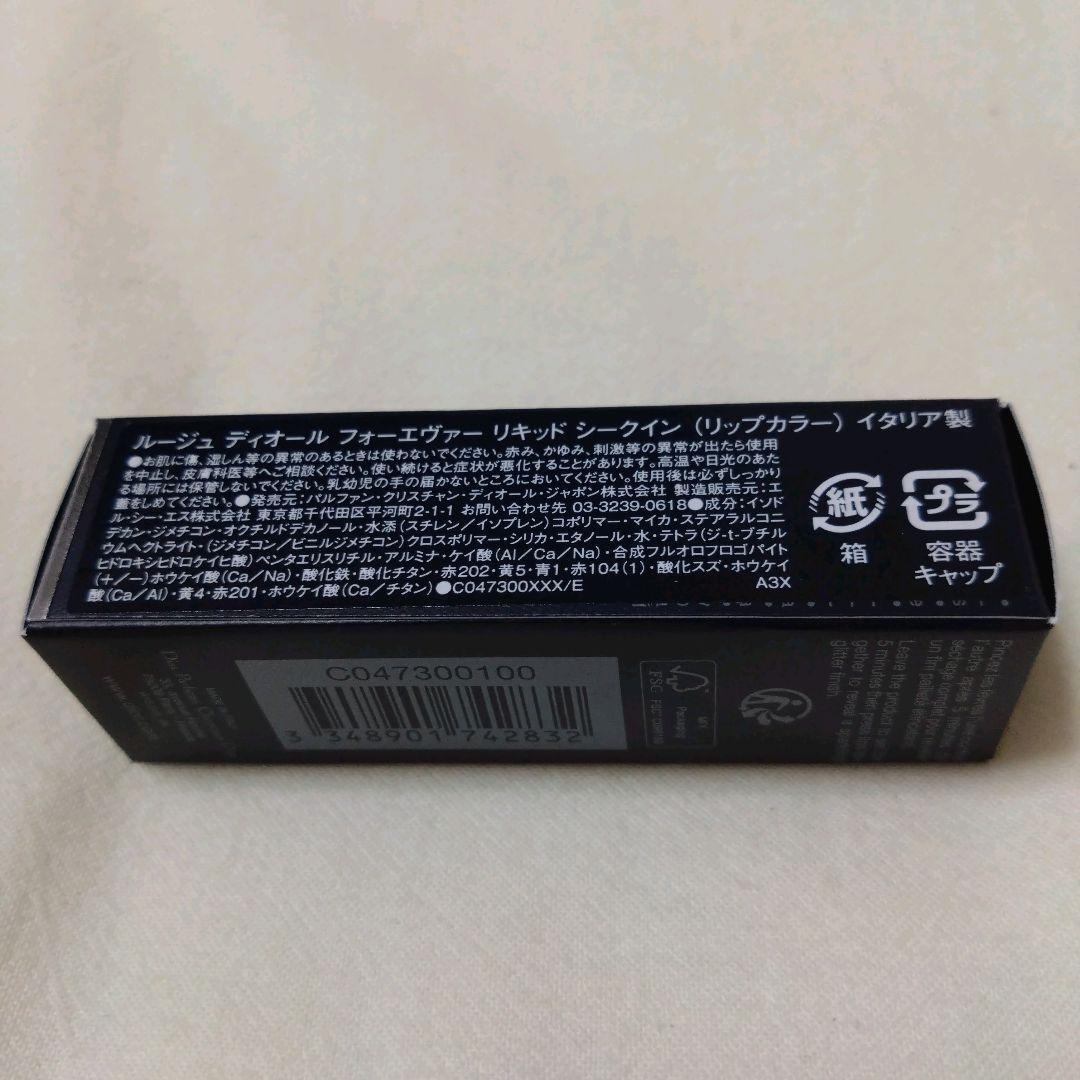 ルージュ ディオール フォーエヴァー リキッド シークイン（リップカラー）イタリア製
●お肌に傷、湿しん等の異常のあるときは使わないでください。赤み、かゆみ、刺激等の異常が出たら使用
を中止し、皮膚科医等へご相談ください。使い続けると症状が悪化することがあります。高温や日光のあた
る場所には保管しないでください。乳幼児の手の届かないところにおいてください。使用後は必ずしっかり
蓋をしめてください。●発売元：パルファン・クリスチャン・ディオール・ジャポン株式会社 製造販売元：エ
ル・シー・エス株式会社 東京都千代田区平河町2-1-1 お問い合わせ先 03-3239-0618●成分：イソド
デカン・ジメチコン・オクチルドデカノール・水添（スチレン／イソプレン）コポリマー・マイカ・ステアラルコニ
ウムヘクトライト・（ジメチコン／ビニルジメチコン）クロスポリマー・シリカ・エタノール・水・テトラ（ジ-t-ブチル
ヒドロキシヒドロケイヒ酸）ペンタエリスリチル・アルミナ・ケイ酸（Al／Ca／Na）・合成フルオロフロゴパイト
（+／−）ホウケイ酸（Ca／Na）・酸化鉄・酸化チタン・赤202・黄5・青1・赤104（1）・酸化スズ・ホウケイ
酸（Ca／Al）・黄4・赤201・ホウケイ酸（Ca／チタン）●C047300XXX／E
A3X
紙
箱
プラ
容器
キャップ
C047300100
3 348901 742832
FSC
MIX
Leave the product to dry for
5 minutes then press lips to-
gether to reveal a
glitter finish.